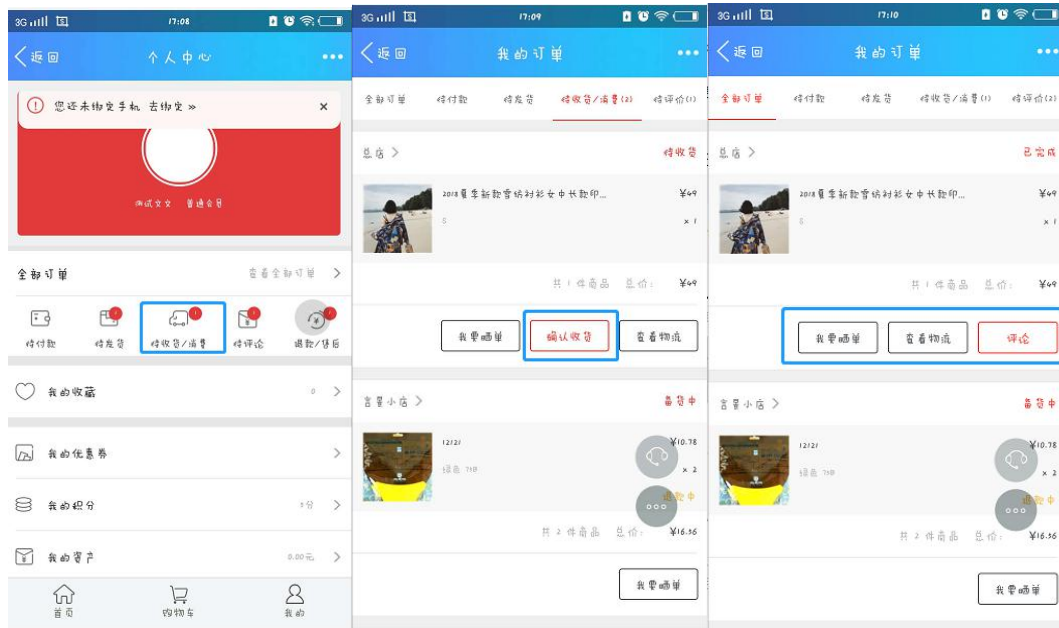 3G 17:08
返回 个人中心
您还未绑定手机 去绑定 »
测试文文 普通会员
全部订单 查看全部订单
待付款 待发货 待收货/消费 待评论 退款/售后
我的收藏 0
我的优惠券
我的积分
我的资产 0.00元
首页 购物车 我的
3G 17:09
返回 我的订单
全部订单 待付款 待发货 待收货/消费(2) 待评价(1)
总店 待收货
2018夏季新款雪纺衬衫女中长款印... ¥49
S × 1
共 1 件商品 总价: ¥49
我要晒单 确认收货 查看物流
言曼小店 备货中
12121 ¥10.78
绿色 × 2
退款中
共 2 件商品 总价: ¥16.56
我要晒单
3G 17:10
返回 我的订单
全部订单 待付款 待发货 待收货/消费(1) 待评价(2)
总店 已完成
2018夏季新款雪纺衬衫女中长款印... ¥49
S × 1
共 1 件商品 总价: ¥49
我要晒单 查看物流 评论
言曼小店 备货中
12121 ¥10.78
绿色 × 2
退款中
共 2 件商品 总价: ¥16.56
我要晒单